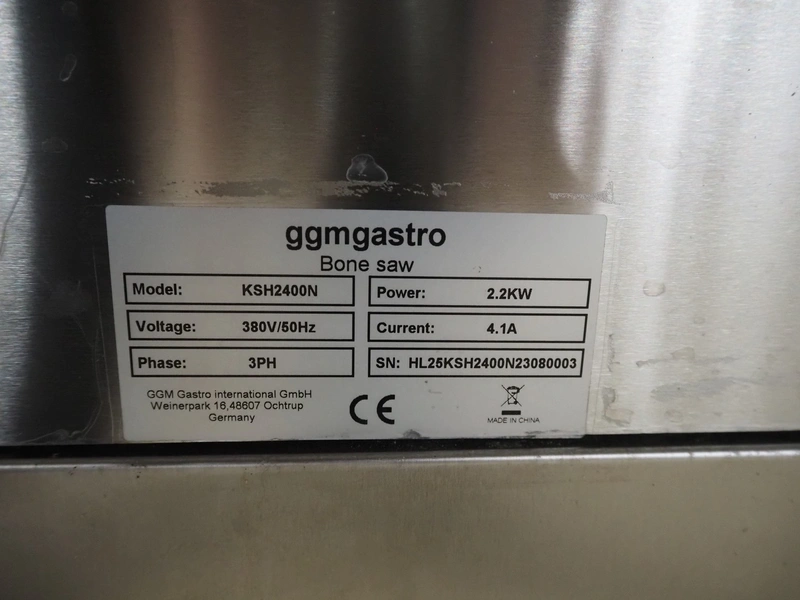 ggmgastro
Bone saw
Model: KSH2400N
Power: 2.2KW
Voltage: 380V/50Hz
Current: 4.1A
Phase: 3PH
SN: HL25KSH2400N23080003
GGM Gastro international GmbH
Weinerpark 16,48607 Ochtrup
Germany
CE
MADE IN CHINA